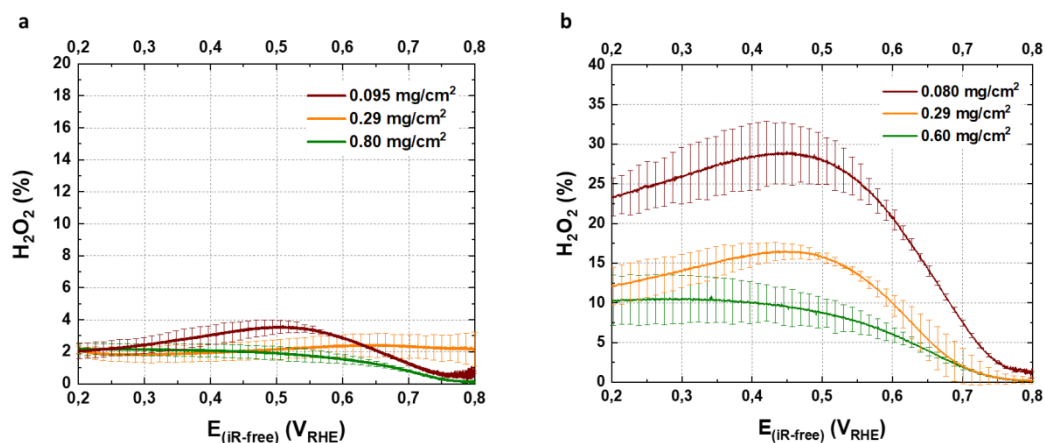 a
0,2 0,3 0,4 0,5 0,6 0,7 0,8
20
18
16
14
12
10
8
6
4
2
0
H₂O₂ (%)
0.095 mg/cm²
0.29 mg/cm²
0.80 mg/cm²
0,2 0,3 0,4 0,5 0,6 0,7 0,8
E(iR-free) (VRHE)
b
0,2 0,3 0,4 0,5 0,6 0,7 0,8
40
35
30
25
20
15
10
5
0
H₂O₂ (%)
0.080 mg/cm²
0.29 mg/cm²
0.60 mg/cm²
0,2 0,3 0,4 0,5 0,6 0,7 0,8
E(iR-free) (VRHE)